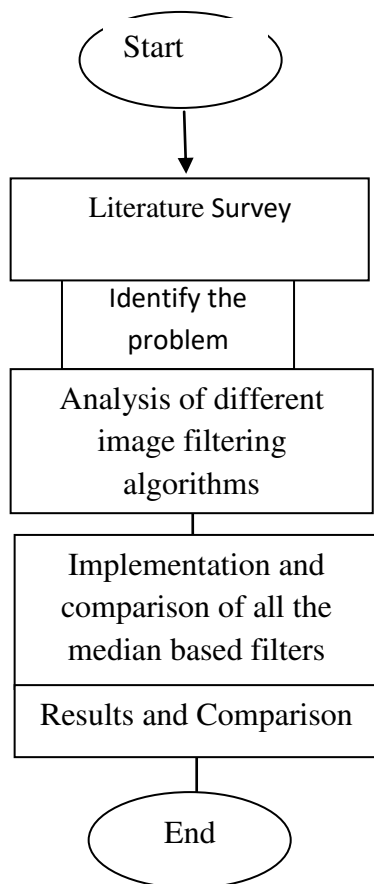 Start
Literature Survey
Identify the
problem
Analysis of different
image filtering
algorithms
Implementation and
comparison of all the
median based filters
Results and Comparison
End